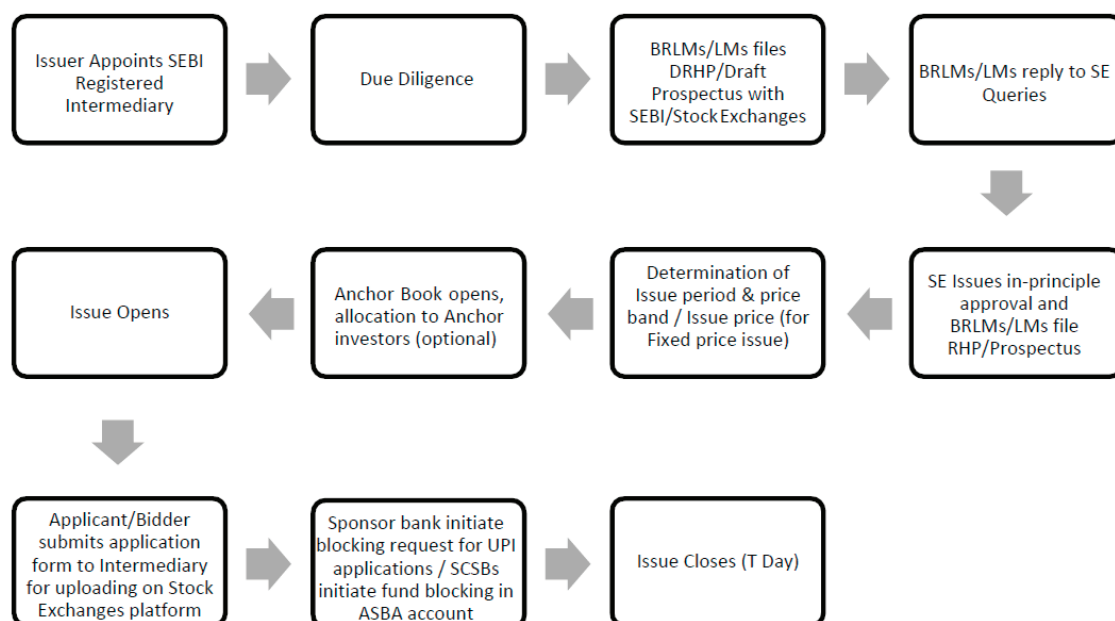 Issuer Appoints SEBI
Registered
Intermediary
Due Diligence
BRLMs/LMs files
DRHP/Draft
Prospectus with
SEBI/Stock Exchanges
BRLMs/LMs reply to SE
Queries
SE Issues in-principle
approval and
BRLMs/LMs file
RHP/Prospectus
Determination of
Issue period & price
band / Issue price (for
Fixed price issue)
Anchor Book opens,
allocation to Anchor
investors (optional)
Issue Opens
Applicant/Bidder
submits application
form to Intermediary
for uploading on Stock
Exchanges platform
Sponsor bank initiate
blocking request for UPI
applications / SCSBs
initiate fund blocking in
ASBA account
Issue Closes (T Day)